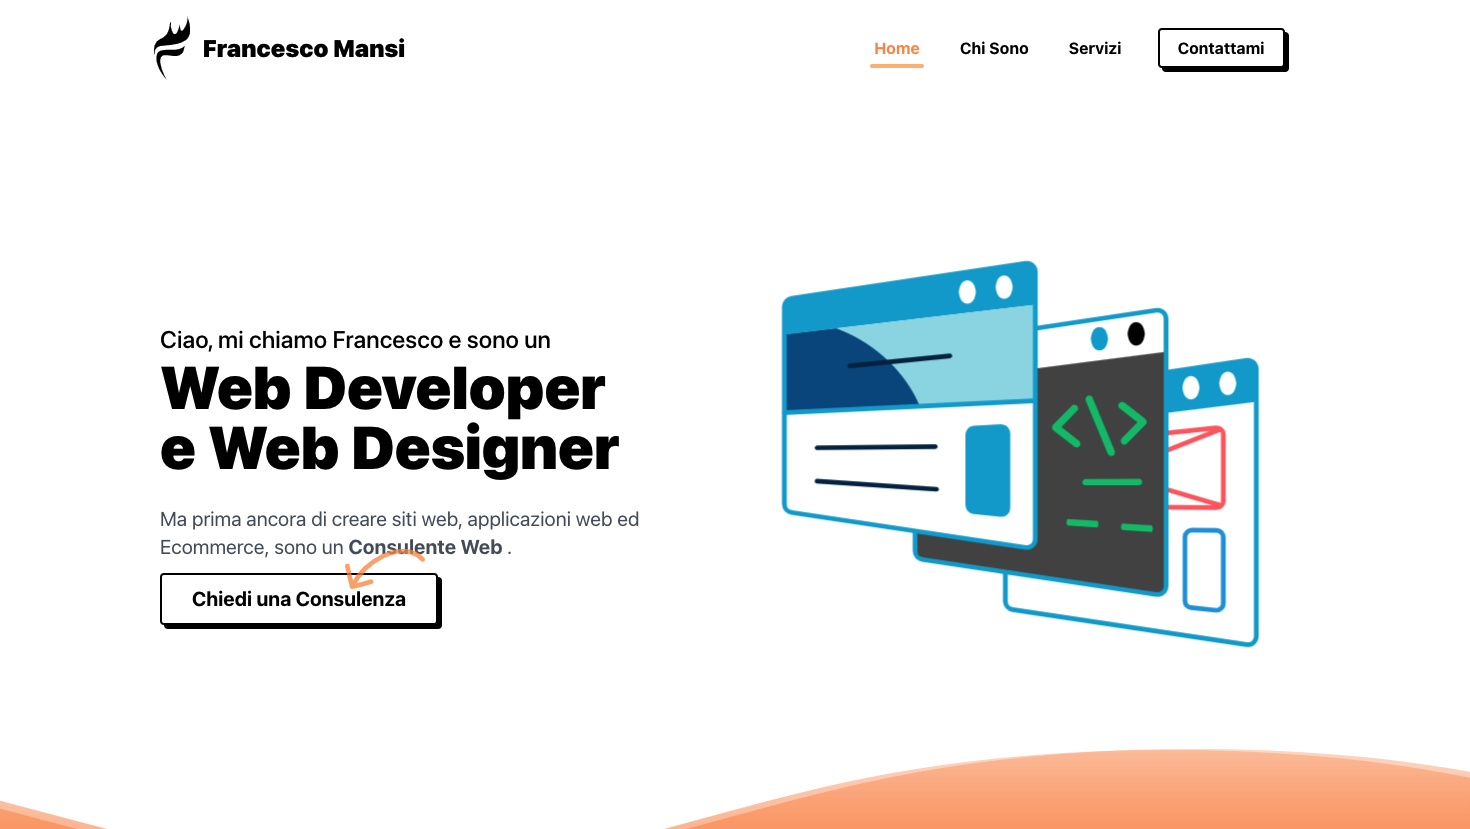 Francesco Mansi
Home
Chi Sono
Servizi
Contattami
Ciao, mi chiamo Francesco e sono un
Web Developer
e Web Designer
Ma prima ancora di creare siti web, applicazioni web ed
Ecommerce, sono un Consulente Web .
Chiedi una Consulenza